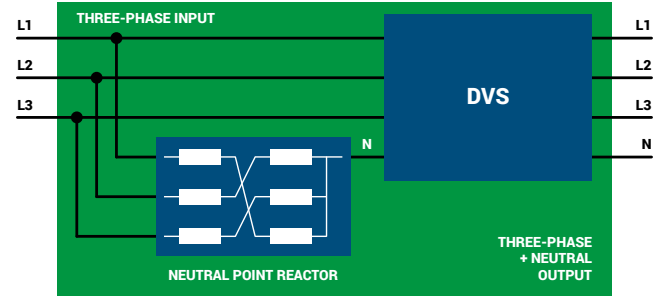 THREE-PHASE INPUT
L1
L1
L2
L2
DVS
L3
L3
N
N
THREE-PHASE
+ NEUTRAL
OUTPUT
NEUTRAL POINT REACTOR